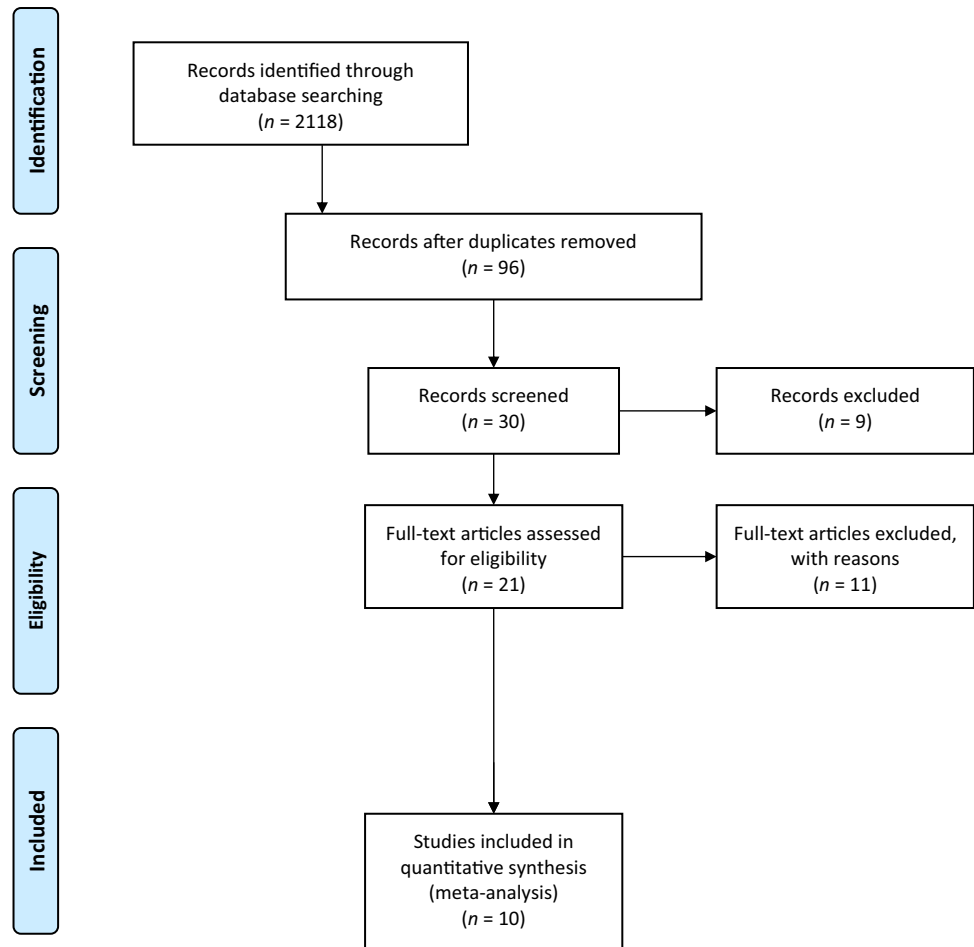 Identification
Records identified through
database searching
(n = 2118)
Records after duplicates removed
(n = 96)
Screening
Records screened
(n = 30)
Records excluded
(n = 9)
Eligibility
Full-text articles assessed
for eligibility
(n = 21)
Full-text articles excluded,
with reasons
(n = 11)
Included
Studies included in
quantitative synthesis
(meta-analysis)
(n = 10)